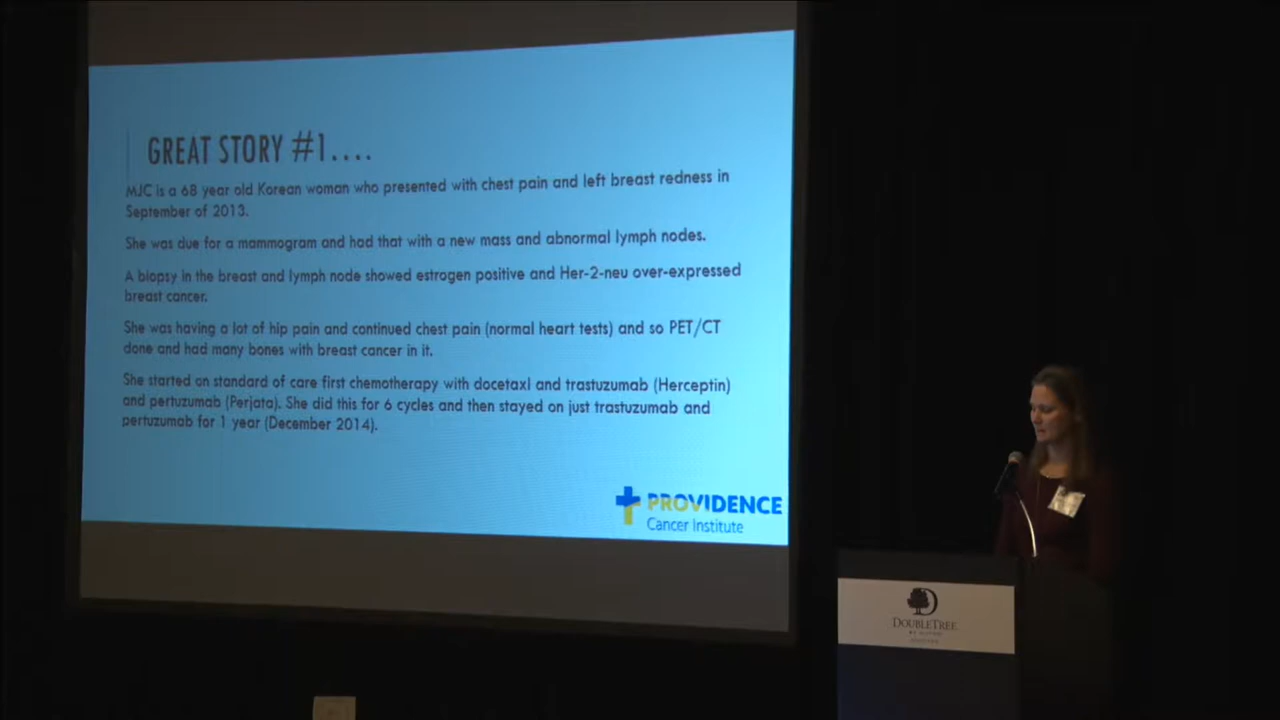 GREAT STORY #1....
MJC is a 68 year old Korean woman who presented with chest pain and left breast redness in
September of 2013.
She was due for a mammogram and had that with a new mass and abnormal lymph nodes.
A biopsy in the breast and lymph node showed estrogen positive and Her-2-neu over-expressed
breast cancer.
She was having a lot of hip pain and continued chest pain (normal heart tests) and so PET/CT
done and had many bones with breast cancer in it.
She started on standard of care first chemotherapy with docetaxl and trastuzumab (Herceptin)
and pertuzumab (Perjata). She did this for 6 cycles and then stayed on just trastuzumab and
pertuzumab for 1 year (December 2014).
PROVIDENCE
Cancer Institute
D
DOUBLETREE
BY HILTON